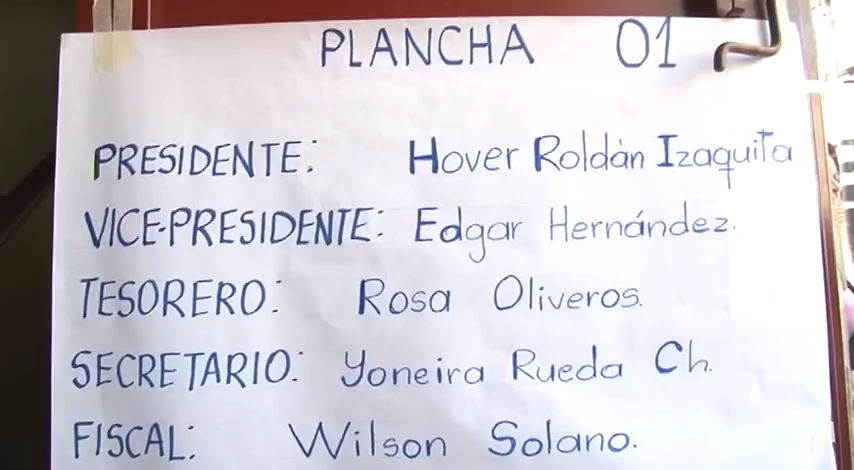 PLANCHA 01
PRESIDENTE: Hover Roldán Izaquita
VICE-PRESIDENTE: Edgar Hernández.
TESORERO: Rosa Oliveros.
SECRETARIO: Yoneira Rueda Ch.
FISCAL: Wilson Solano.